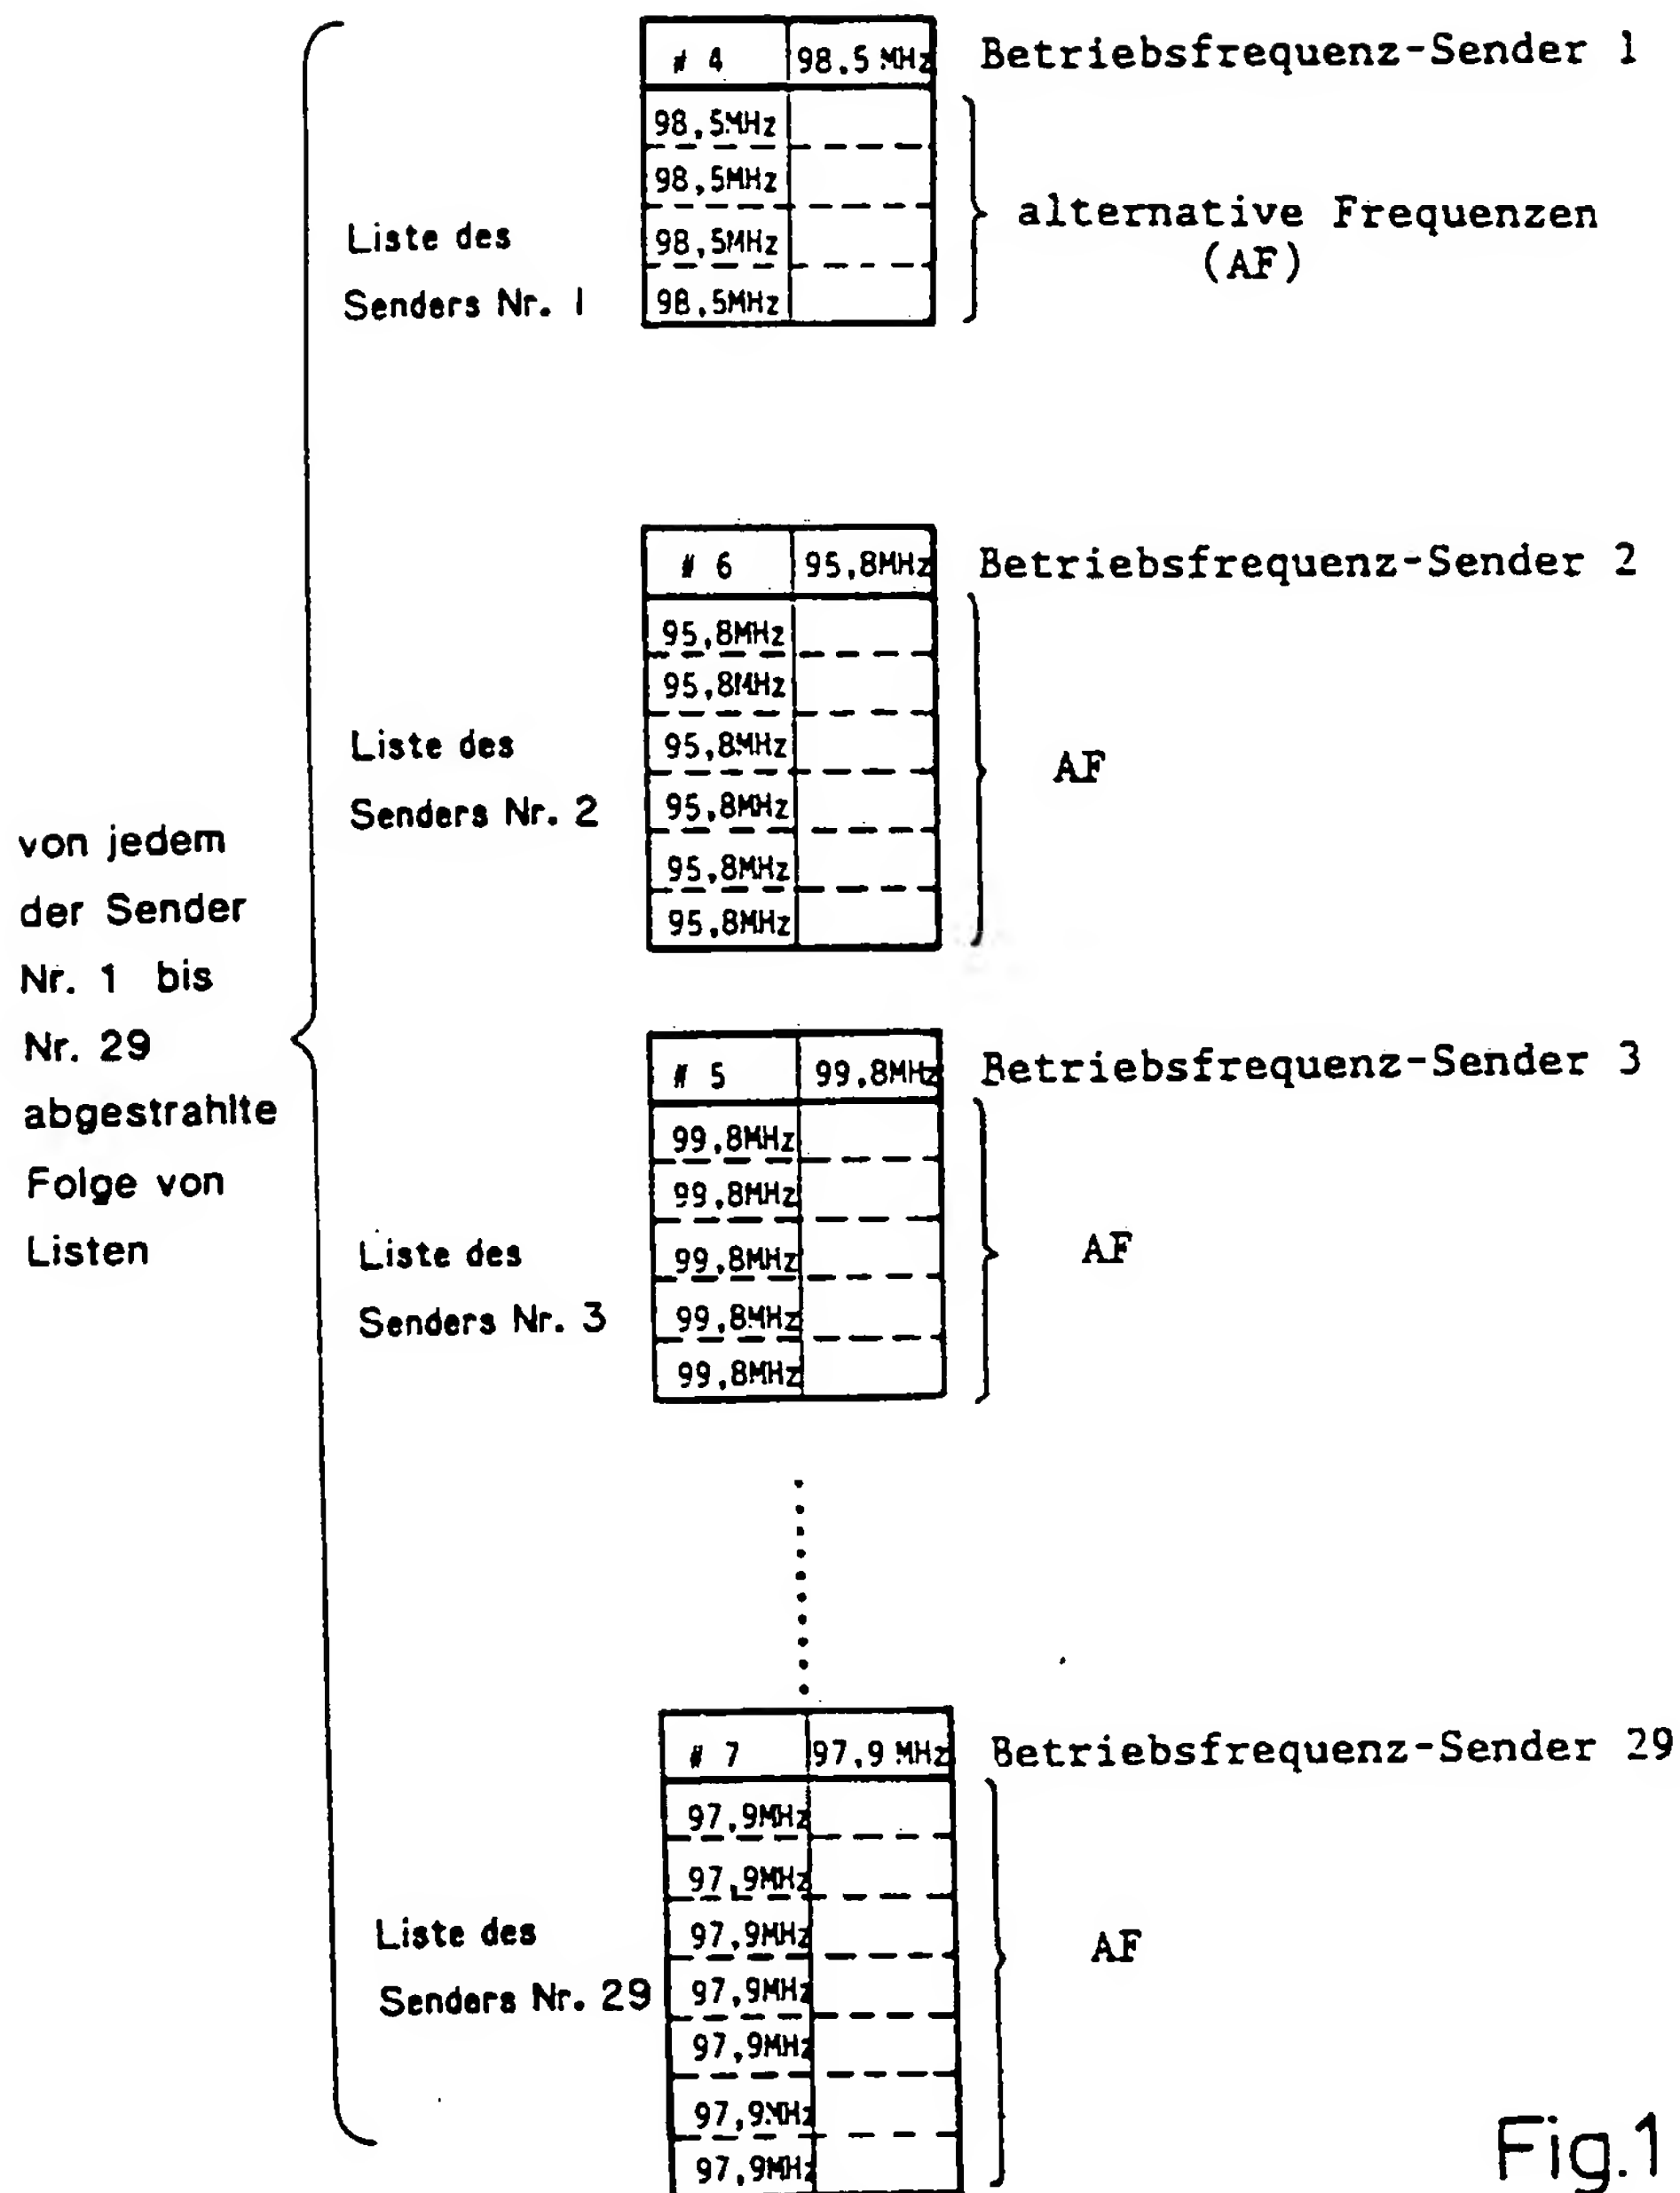 von jedem
der Sender
Nr. 1 bis
Nr. 29
abgestrahlte
Folge von
Listen
Liste des
Senders Nr. 1
# 4 98.5 MHz Betriebsfrequenz-Sender 1
98,5MHz
98,5MHz
98,5MHz
98,5MHz
alternative Frequenzen
(AF)
Liste des
Senders Nr. 2
# 6 95,8MHz Betriebsfrequenz-Sender 2
95,8MHz
95,8MHz
95,8MHz
95,8MHz
95,8MHz
95,8MHz
AF
Liste des
Senders Nr. 3
# 5 99,8MHz Betriebsfrequenz-Sender 3
99,8MHz
99,8MHz
99,8MHz
99,8MHz
99,8MHz
AF
Liste des
Senders Nr. 29
# 7 97,9 MHz Betriebsfrequenz-Sender 29
97,9MHz
97,9MHz
97,9MHz
97,9MHz
97,9MHz
97,9MHz
97,9MHz
AF
Fig.1